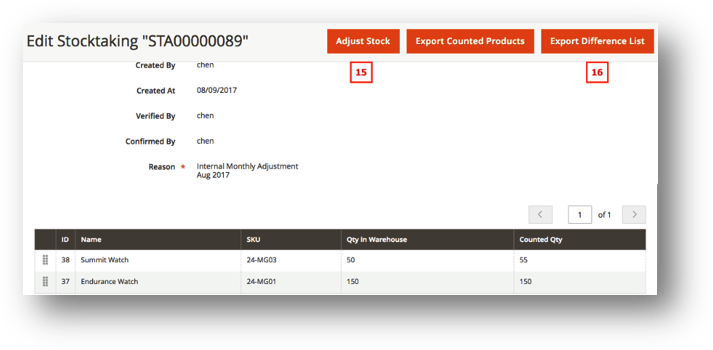 Edit Stocktaking "STA00000089"
Adjust Stock
Export Counted Products
Export Difference List
15
16
Created By chen
Created At 08/09/2017
Verified By chen
Confirmed By chen
Reason * Internal Monthly Adjustment
Aug 2017
1 of 1
ID Name SKU Qty in Warehouse Counted Qty
38 Summit Watch 24-MG03 50 55
37 Endurance Watch 24-MG01 150 150